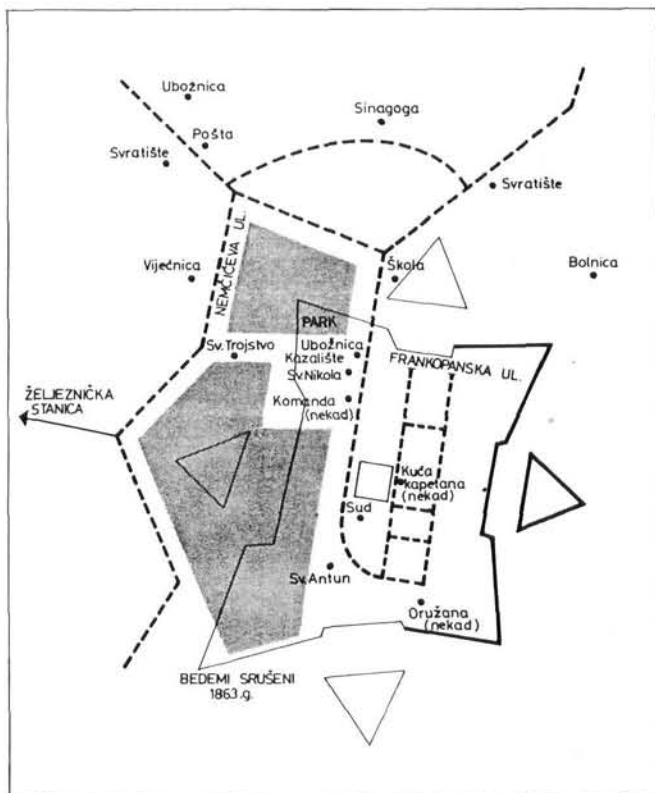 Ubožnica
Sinagoga
Pošta
Svratište
Svratište
NEMČIĆEVA UL.
Vijećnica
Škola
Bolnica
PARK
Sv.Trojstvo
Ubožnica
Kazalište
FRANKOPANSKA UL.
Sv.Nikola
ŽELJEZNIČKA
STANICA
Komanda
(nekad)
Kuća
kapetana
(nekad)
Sud
Sv.Antun
Oružana
(nekad)
BEDEMI SRUŠENI
1863.g.